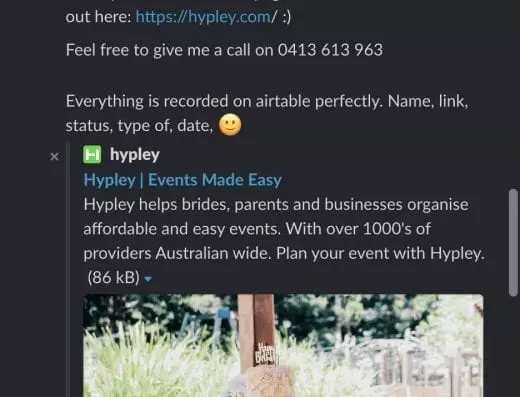 out here: https://hypley.com/ :)
Feel free to give me a call on 0413 613 963
Everything is recorded on airtable perfectly. Name, link,
status, type of, date, 🙂
× H hypley
Hypley | Events Made Easy
Hypley helps brides, parents and businesses organise
affordable and easy events. With over 1000's of
providers Australian wide. Plan your event with Hypley.
(86 kB)
Happy
Birthday